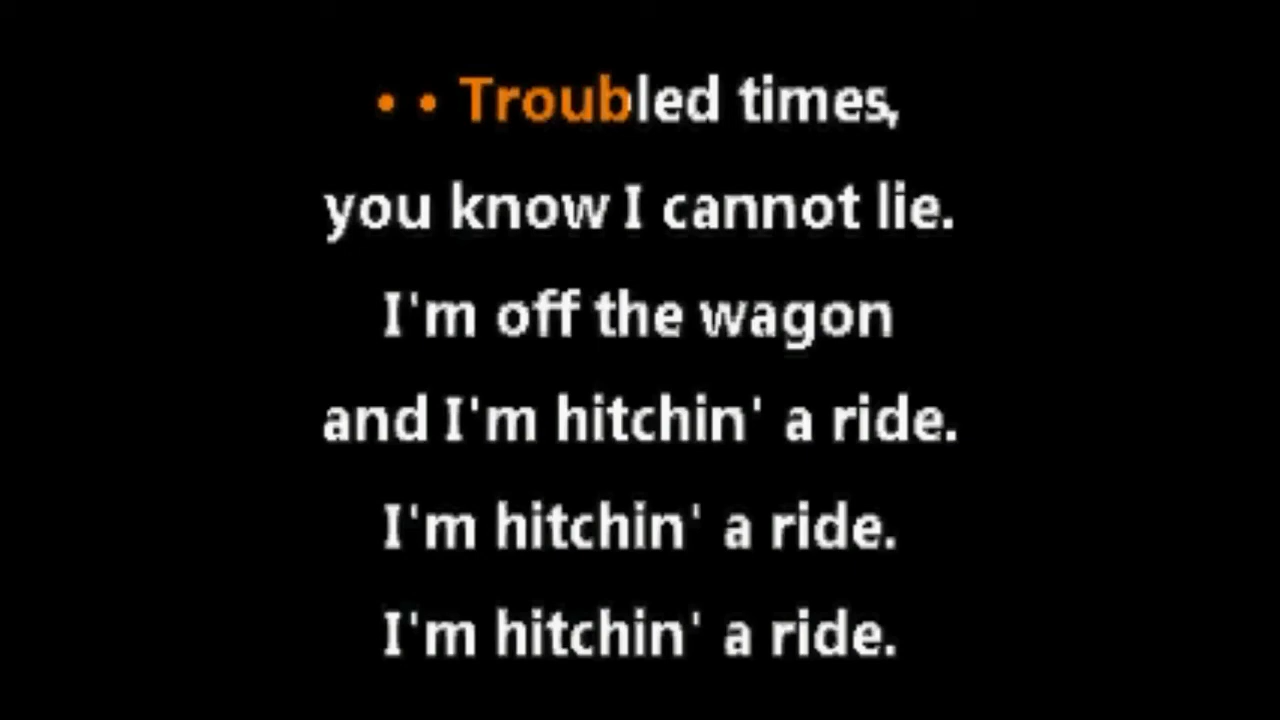 • • Troubled times,
you know I cannot lie.
I'm off the wagon
and I'm hitchin' a ride.
I'm hitchin' a ride.
I'm hitchin' a ride.